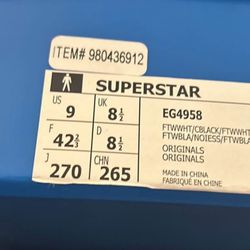 ITEM# 980436912
SUPERSTAR
US 9
UK 8½
F 42⅔
D 8½
J 270
CHN 265
EG4958
FTWWHT/CBLACK/FTWWHT
FTWBLA/NOIESS/FTWBLA
ORIGINALS
ORIGINALS
MADE IN CHINA
FABRIQUÉ EN CHINE